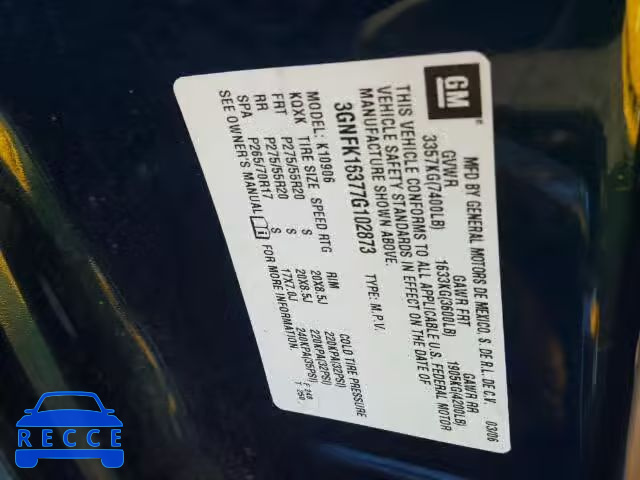 GM
MFD BY GENERAL MOTORS DE MEXICO, S. DE R.L. DE C.V. 03/06
GVWR GAWR FRT GAWR RR
3357KG(7400LB) 1633KG(3600LB) 1905KG(4200LB)
THIS VEHICLE CONFORMS TO ALL APPLICABLE U.S. FEDERAL MOTOR
VEHICLE SAFETY STANDARDS IN EFFECT ON THE DATE OF
MANUFACTURE SHOWN ABOVE.
3GNFK16377G102873 TYPE: M.P.V.
MODEL: K10906
KQXK TIRE SIZE SPEED RTG RIM COLD TIRE PRESSURE
FRT P275/55R20 S 20X8.5J 220KPA(32PSI)
RR P275/55R20 S 20X8.5J 220KPA(32PSI)
SPA P265/70R17 S 17X7.0J 240KPA(35PSI)
SEE OWNER'S MANUAL FOR MORE INFORMATION.
RECCE